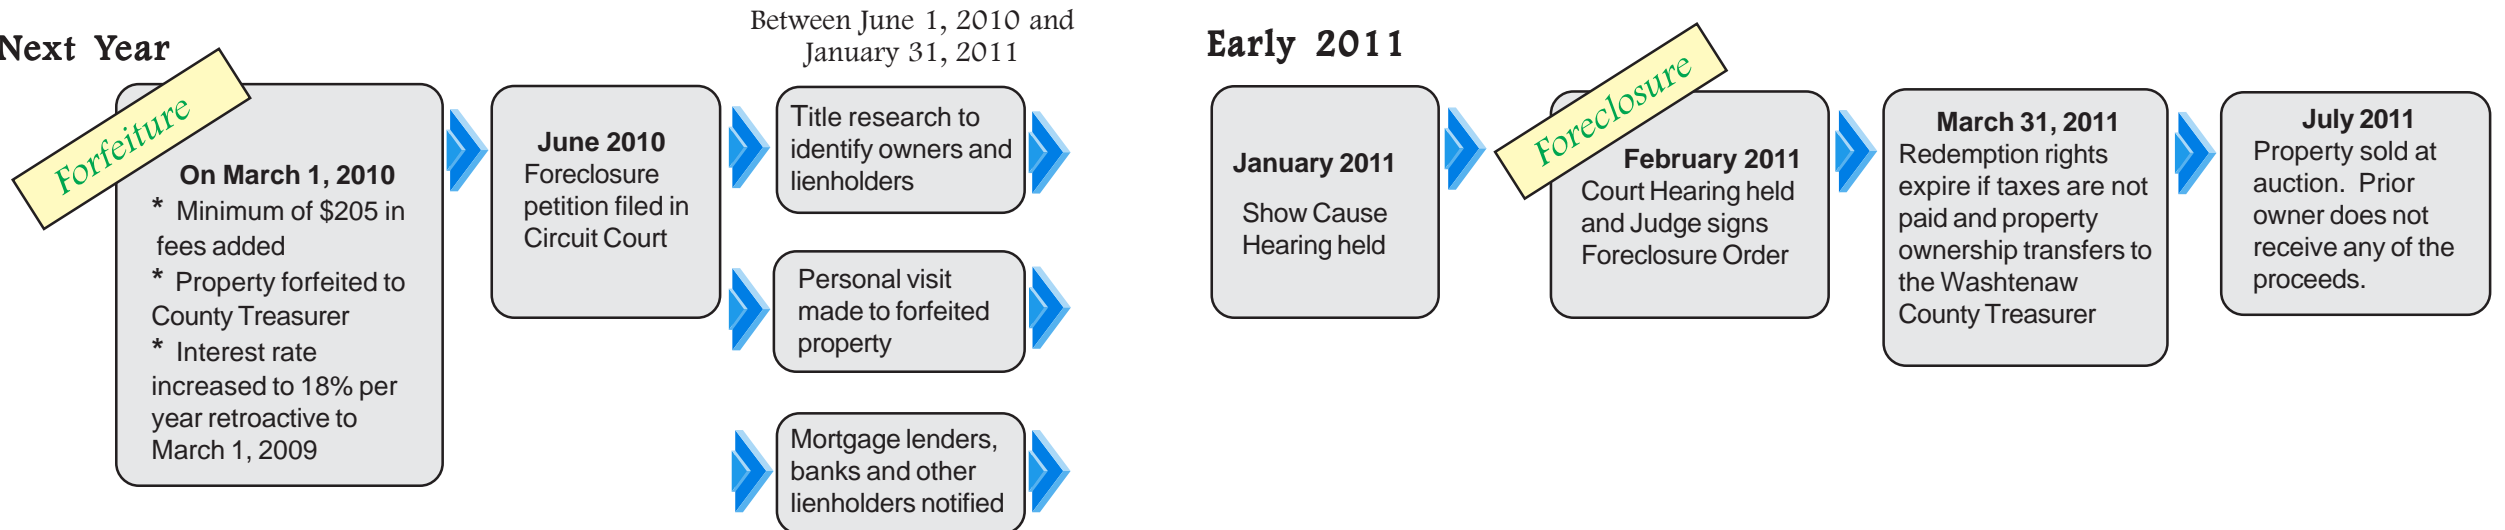 Next Year
Forfeiture
On March 1, 2010
* Minimum of $205 in
fees added
* Property forfeited to
County Treasurer
* Interest rate
increased to 18% per
year retroactive to
March 1, 2009
June 2010
Foreclosure
petition filed in
Circuit Court
Between June 1, 2010 and
January 31, 2011
Title research to
identify owners and
lienholders
Personal visit
made to forfeited
property
Mortgage lenders,
banks and other
lienholders notified
Early 2011
January 2011
Show Cause
Hearing held
Foreclosure
February 2011
Court Hearing held
and Judge signs
Foreclosure Order
March 31, 2011
Redemption rights
expire if taxes are not
paid and property
ownership transfers to
the Washtenaw
County Treasurer
July 2011
Property sold at
auction.  Prior
owner does not
receive any of the
proceeds.